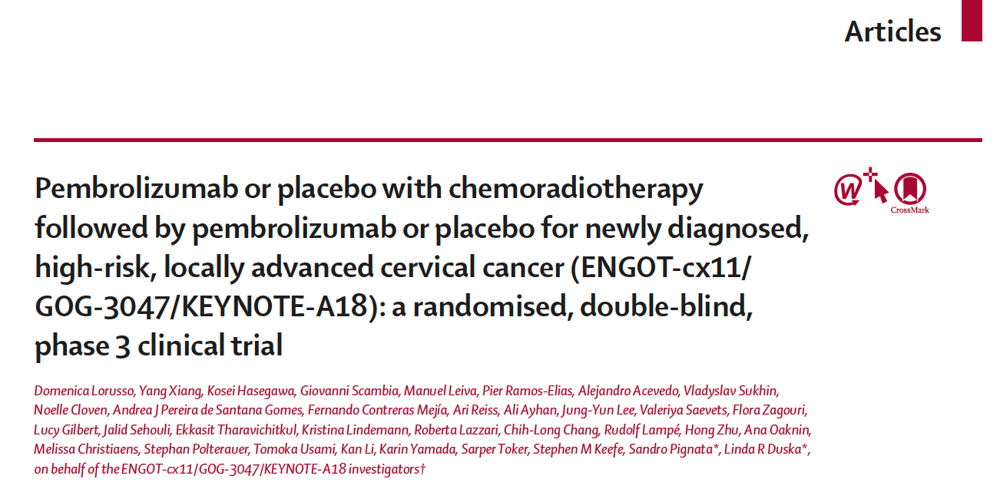 Articles
Pembrolizumab or placebo with chemoradiotherapy
followed by pembrolizumab or placebo for newly diagnosed,
high-risk, locally advanced cervical cancer (ENGOT-cx11/
GOG-3047/KEYNOTE-A18): a randomised, double-blind,
phase 3 clinical trial
W
CrossMark
Domenica Lorusso, Yang Xiang, Kosei Hasegawa, Giovanni Scambia, Manuel Leiva, Pier Ramos-Elias, Alejandro Acevedo, Vladyslav Sukhin,
Noelle Cloven, Andrea J Pereira de Santana Gomes, Fernando Contreras Mejía, Ari Reiss, Ali Ayhan, Jung-Yun Lee, Valeriya Saevets, Flora Zagouri,
Lucy Gilbert, Jalid Sehouli, Ekkasit Tharavichitkul, Kristina Lindemann, Roberta Lazzari, Chih-Long Chang, Rudolf Lampé, Hong Zhu, Ana Oaknin,
Melissa Christiaens, Stephan Polterauer, Tomoka Usami, Kan Li, Karin Yamada, Sarper Toker, Stephen M Keefe, Sandro Pignata*, Linda R Duska*,
on behalf of the ENGOT-cx11/GOG-3047/KEYNOTE-A18 investigators†